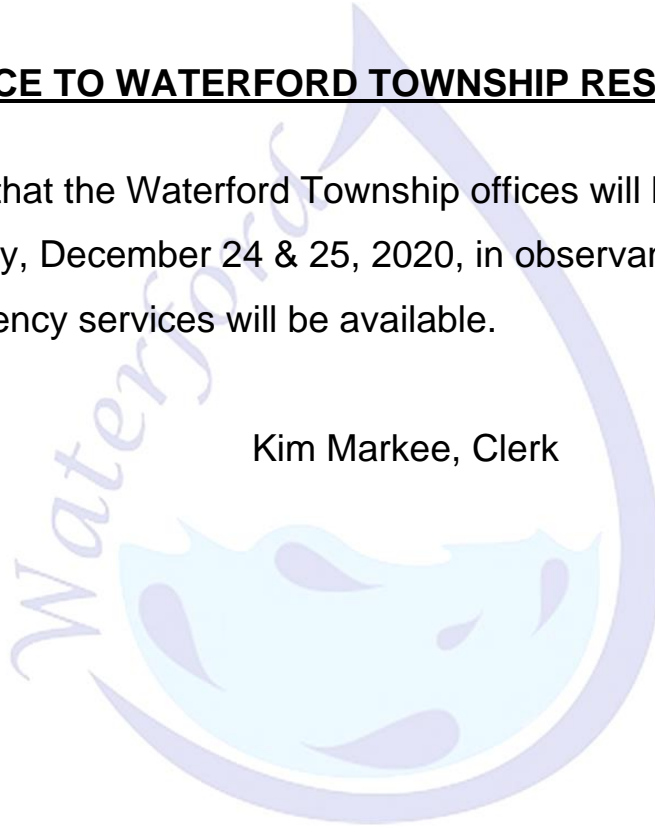 CE TO WATERFORD TOWNSHIP RES
that the Waterford Township offices will
y, December 24 & 25, 2020, in observa
ency services will be available.
Kim Markee, Clerk
Waterford